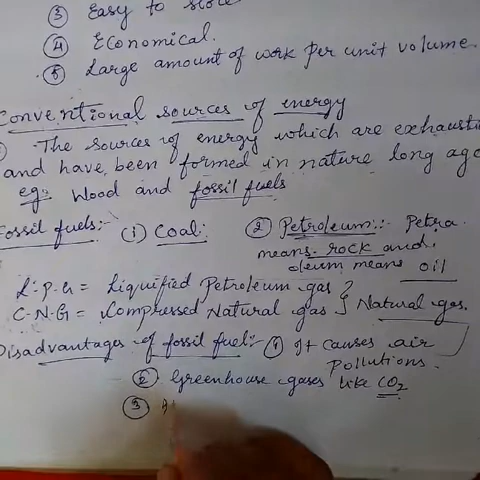 ③ Easy to store
④ Economical.
⑤ Large amount of work per unit volume.
Conventional sources of energy
The sources of energy which are exhausti
and have been formed in nature long ago
eg: Wood and fossil fuels
Fossil fuels:- (1) Coal: ② Petroleum:- Petra
means rock and
oleum means oil
L.P.G = Liquified Petroleum gas }
C-N-G = Compressed Natural gas } Natural gas.
Disadvantages of fossil fuel:- ① It causes air
pollutions.
② Greenhouse gases like CO2
③